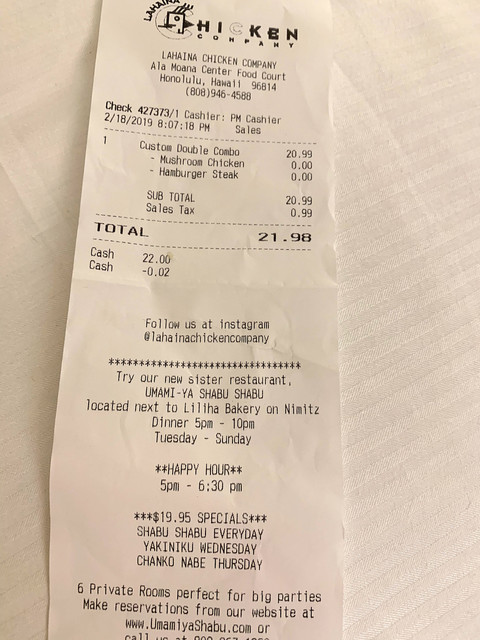 LAHAINA
CHICKEN
COMPANY
LAHAINA CHICKEN COMPANY
Ala Moana Center Food Court
Honolulu, Hawaii 96814
(808)946-4588
Check 427373/1 Cashier: PM Cashier
2/18/2019 8:07:18 PM Sales
1 Custom Double Combo 20.99
- Mushroom Chicken 0.00
- Hamburger Steak 0.00
SUB TOTAL 20.99
Sales Tax 0.99
TOTAL 21.98
Cash 22.00
Cash -0.02
Follow us at instagram
@lahainachickencompany
********************************
Try our new sister restaurant,
UMAMI-YA SHABU SHABU
located next to Liliha Bakery on Nimitz
Dinner 5pm - 10pm
Tuesday - Sunday
**HAPPY HOUR**
5pm - 6:30 pm
***$19.95 SPECIALS***
SHABU SHABU EVERYDAY
YAKINIKU WEDNESDAY
CHANKO NABE THURSDAY
6 Private Rooms perfect for big parties
Make reservations from our website at
www.UmamiyaShabu.com or
call us at